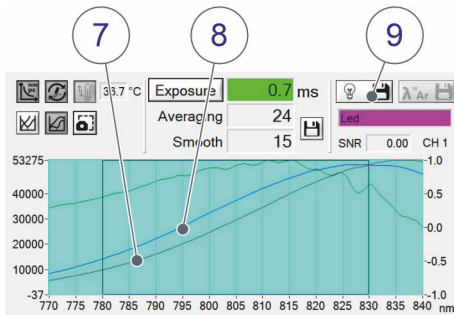 7 8 9
36.7 °C Exposure 0.7 ms
λ Ar
Averaging 24
Led
Smooth 15
SNR 0.00 CH 1
53275
40000
30000
20000
10000
-37
1.0
0.5
0.0
-0.5
-1.0
770 775 780 785 790 795 800 805 810 815 820 825 830 835 840 nm